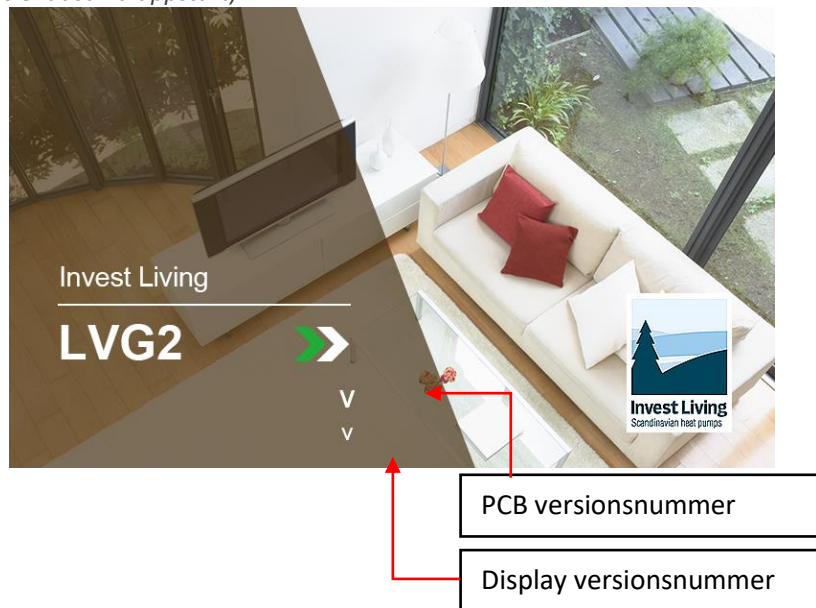 Invest Living
LVG2
V
V
Invest Living
Scandinavian heat pumps
PCB versionsnummer
Display versionsnummer